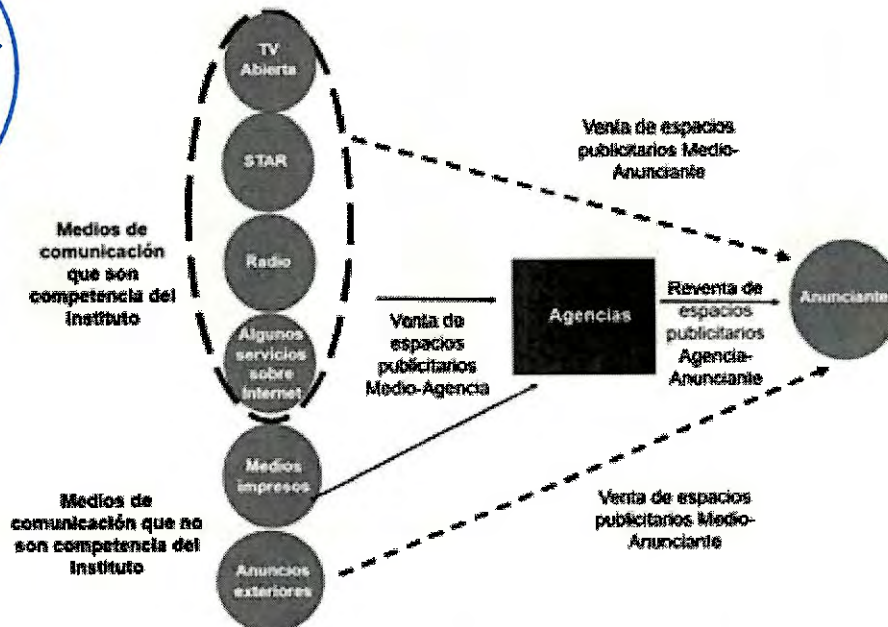 TV
Abierta
STAR
Radio
Algunos
servicios
sobre
Internet
Medios
impresos
Anuncios
exteriores
Medios de
comunicación
que son
competencia del
Instituto
Medios de
comunicación que no
son competencia del
Instituto
Venta de
espacios
publicitarios
Medio-Agencia
Agencias
Venta de espacios
publicitarios Medio-
Anunciante
Reventa de
espacios
publicitarios
Agencia-
Anunciante
Anunciante
Venta de espacios
publicitarios Medio-
Anunciante